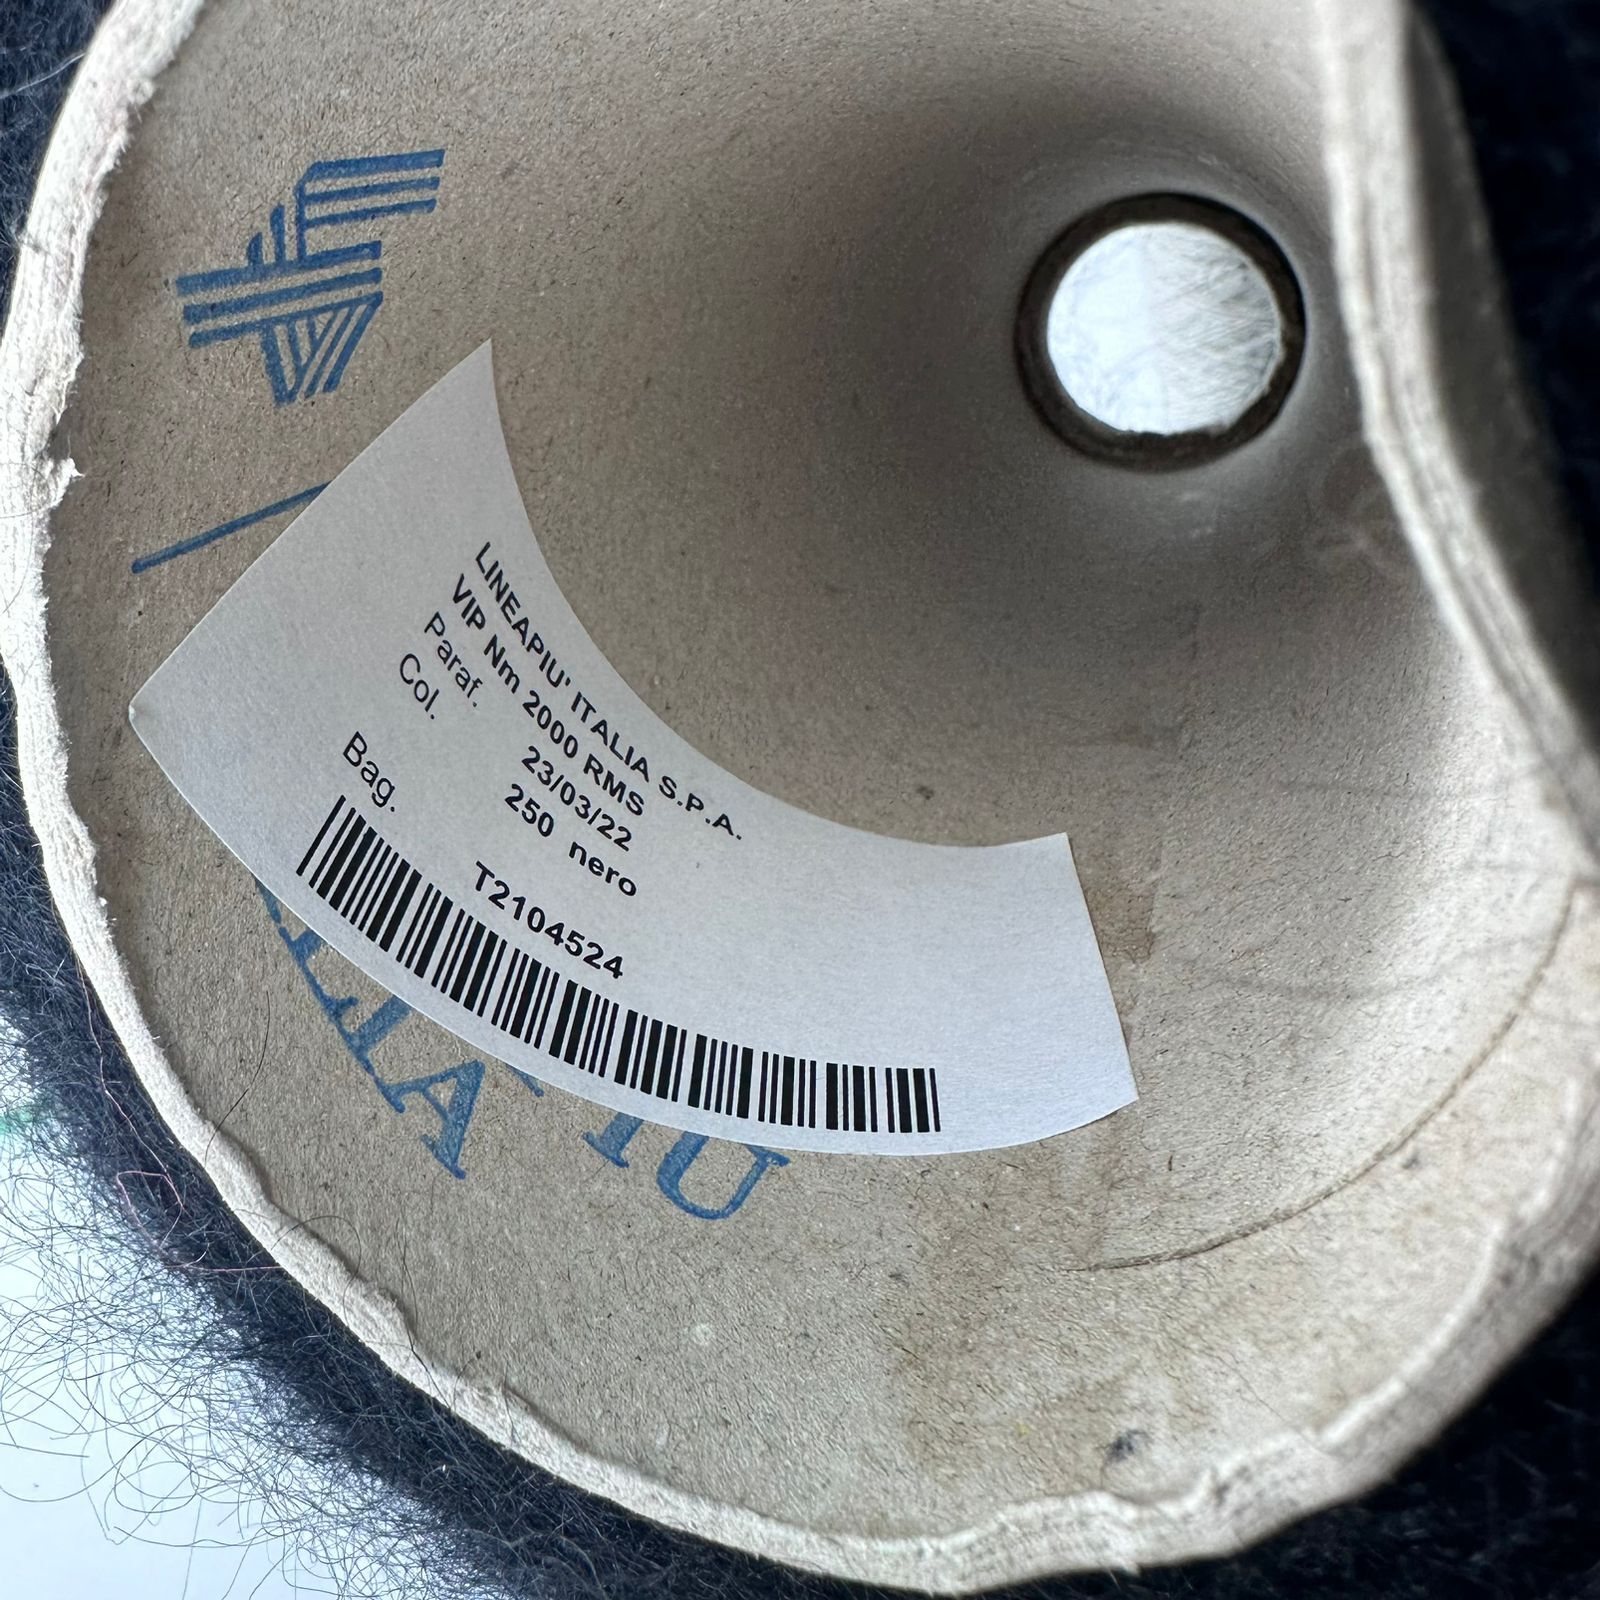 LINEAPIU' ITALIA S.P.A.
VIP Nm 2000 RMS
Paraf. 23/03/22
Col. 250 nero
Bag. T2104524